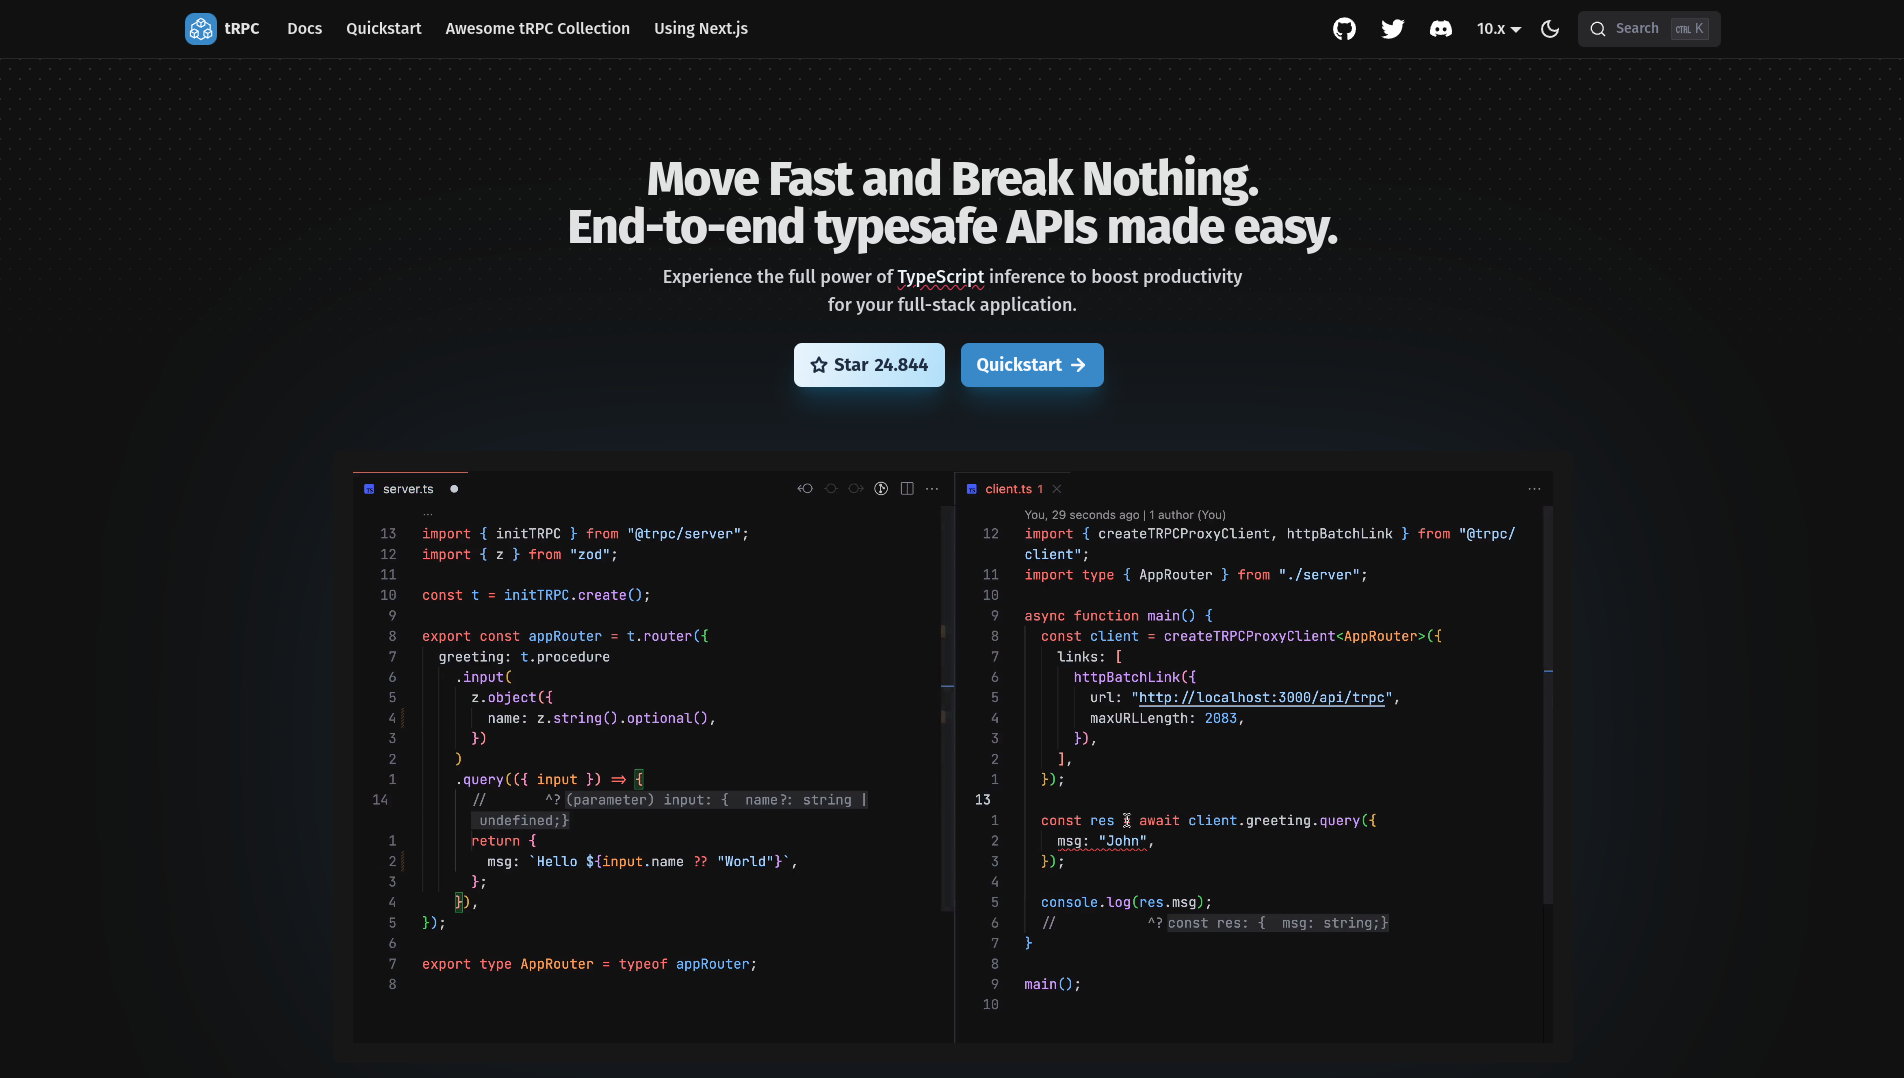 tRPC Docs Quickstart Awesome tRPC Collection Using Next.js 10.x Search CTRL K
Move Fast and Break Nothing.
End-to-end typesafe APIs made easy.
Experience the full power of TypeScript inference to boost productivity
for your full-stack application.
Star 24.844 Quickstart →
server.ts
...
13 import { initTRPC } from "@trpc/server";
12 import { z } from "zod";
11
10 const t = initTRPC.create();
9
8 export const appRouter = t.router({
7 greeting: t.procedure
6 .input(
5 z.object({
4 name: z.string().optional(),
3 })
2 )
1 .query(({ input }) => {
14 // ^? (parameter) input: { name?: string |
undefined;}
1 return {
2 msg: `Hello ${input.name ?? "World"}`,
3 };
4 }),
5 });
6
7 export type AppRouter = typeof appRouter;
8
client.ts 1
You, 29 seconds ago | 1 author (You)
12 import { createTRPCProxyClient, httpBatchLink } from "@trpc/
client";
11 import type { AppRouter } from "./server";
10
9 async function main() {
8 const client = createTRPCProxyClient<AppRouter>({
7 links: [
6 httpBatchLink({
5 url: "http://localhost:3000/api/trpc",
4 maxURLLength: 2083,
3 }),
2 ],
1 });
13
1 const res = await client.greeting.query({
2 msg: "John",
3 });
4
5 console.log(res.msg);
6 // ^? const res: { msg: string;}
7 }
8
9 main();
10